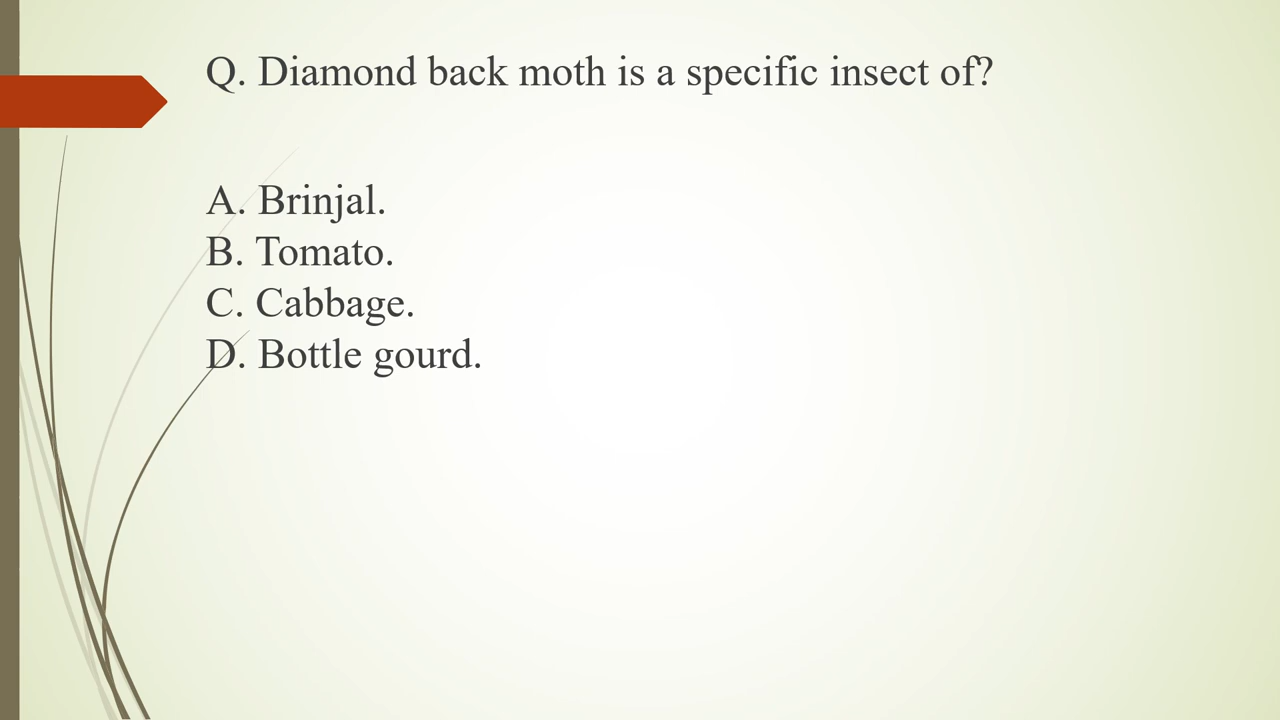 Q. Diamond back moth is a specific insect of?
A. Brinjal.
B. Tomato.
C. Cabbage.
D. Bottle gourd.